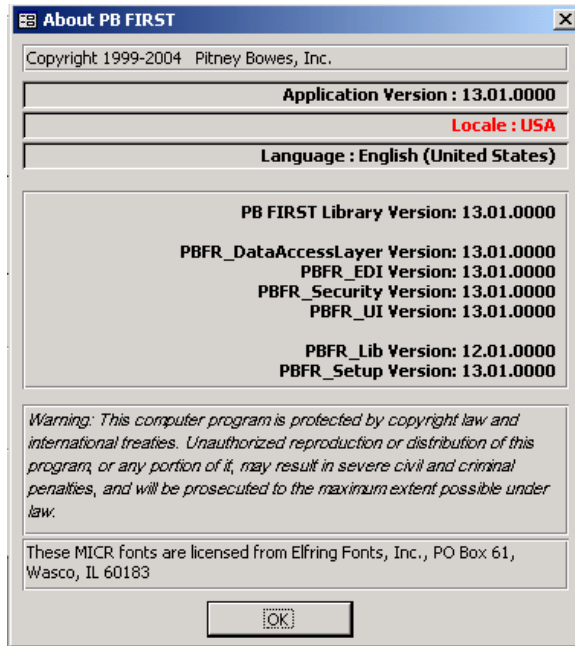 About PB FIRST
Copyright 1999-2004 Pitney Bowes, Inc.
Application Version : 13.01.0000
Locale : USA
Language : English (United States)
PB FIRST Library Version: 13.01.0000
PBFR_DataAccessLayer Version: 13.01.0000
PBFR_EDI Version: 13.01.0000
PBFR_Security Version: 13.01.0000
PBFR_UI Version: 13.01.0000
PBFR_Lib Version: 12.01.0000
PBFR_Setup Version: 13.01.0000
Warning: This computer program is protected by copyright law and
international treaties. Unauthorized reproduction or distribution of this
program, or any portion of it, may result in severe civil and criminal
penalties, and will be prosecuted to the maximum extent possible under
law.
These MICR fonts are licensed from Elfring Fonts, Inc., PO Box 61,
Wasco, IL 60183
OK